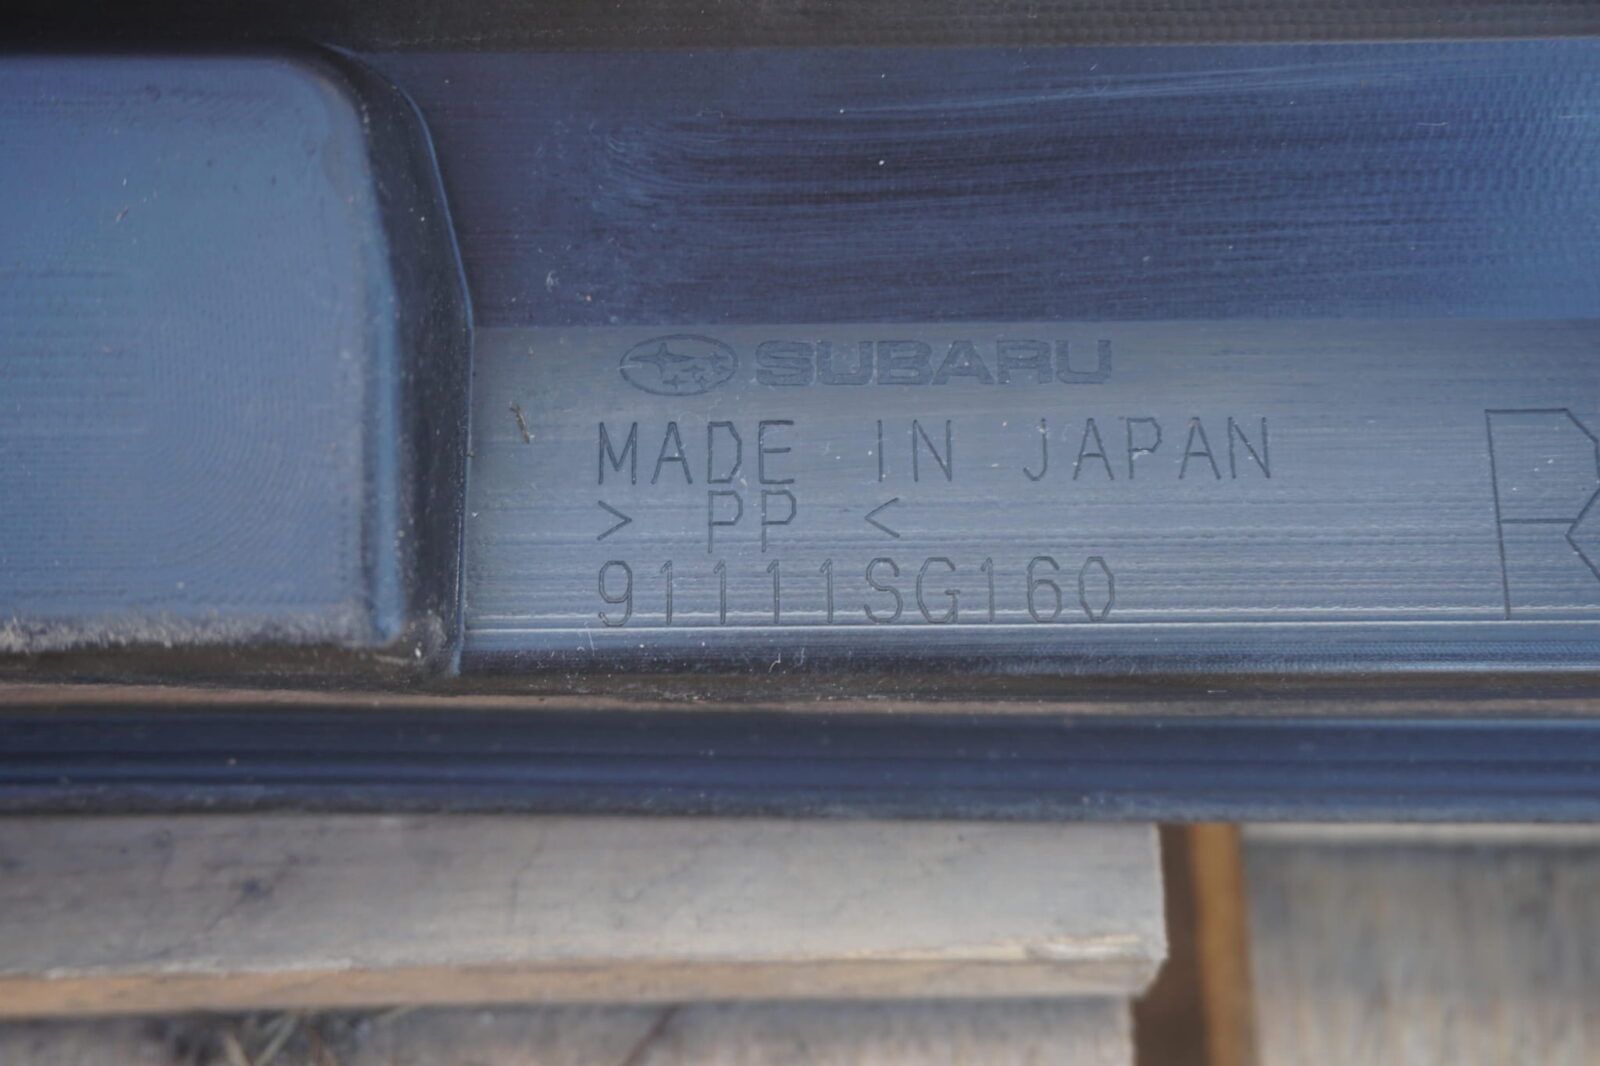 SUBARU
MADE IN JAPAN
> PP <
91111SG160
R